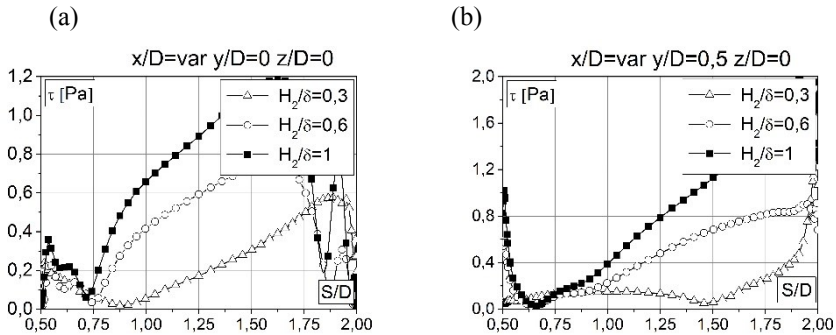 (a)
x/D=var y/D=0 z/D=0
1,2
1,0
0,8
0,6
0,4
0,2
0,0
τ [Pa]
H₂/δ=0,3
H₂/δ=0,6
H₂/δ=1
S/D
0,50 0,75 1,00 1,25 1,50 1,75 2,00
(b)
x/D=var y/D=0,5 z/D=0
2,0
1,6
1,2
0,8
0,4
0,0
τ [Pa]
H₂/δ=0,3
H₂/δ=0,6
H₂/δ=1
S/D
0,50 0,75 1,00 1,25 1,50 1,75 2,00